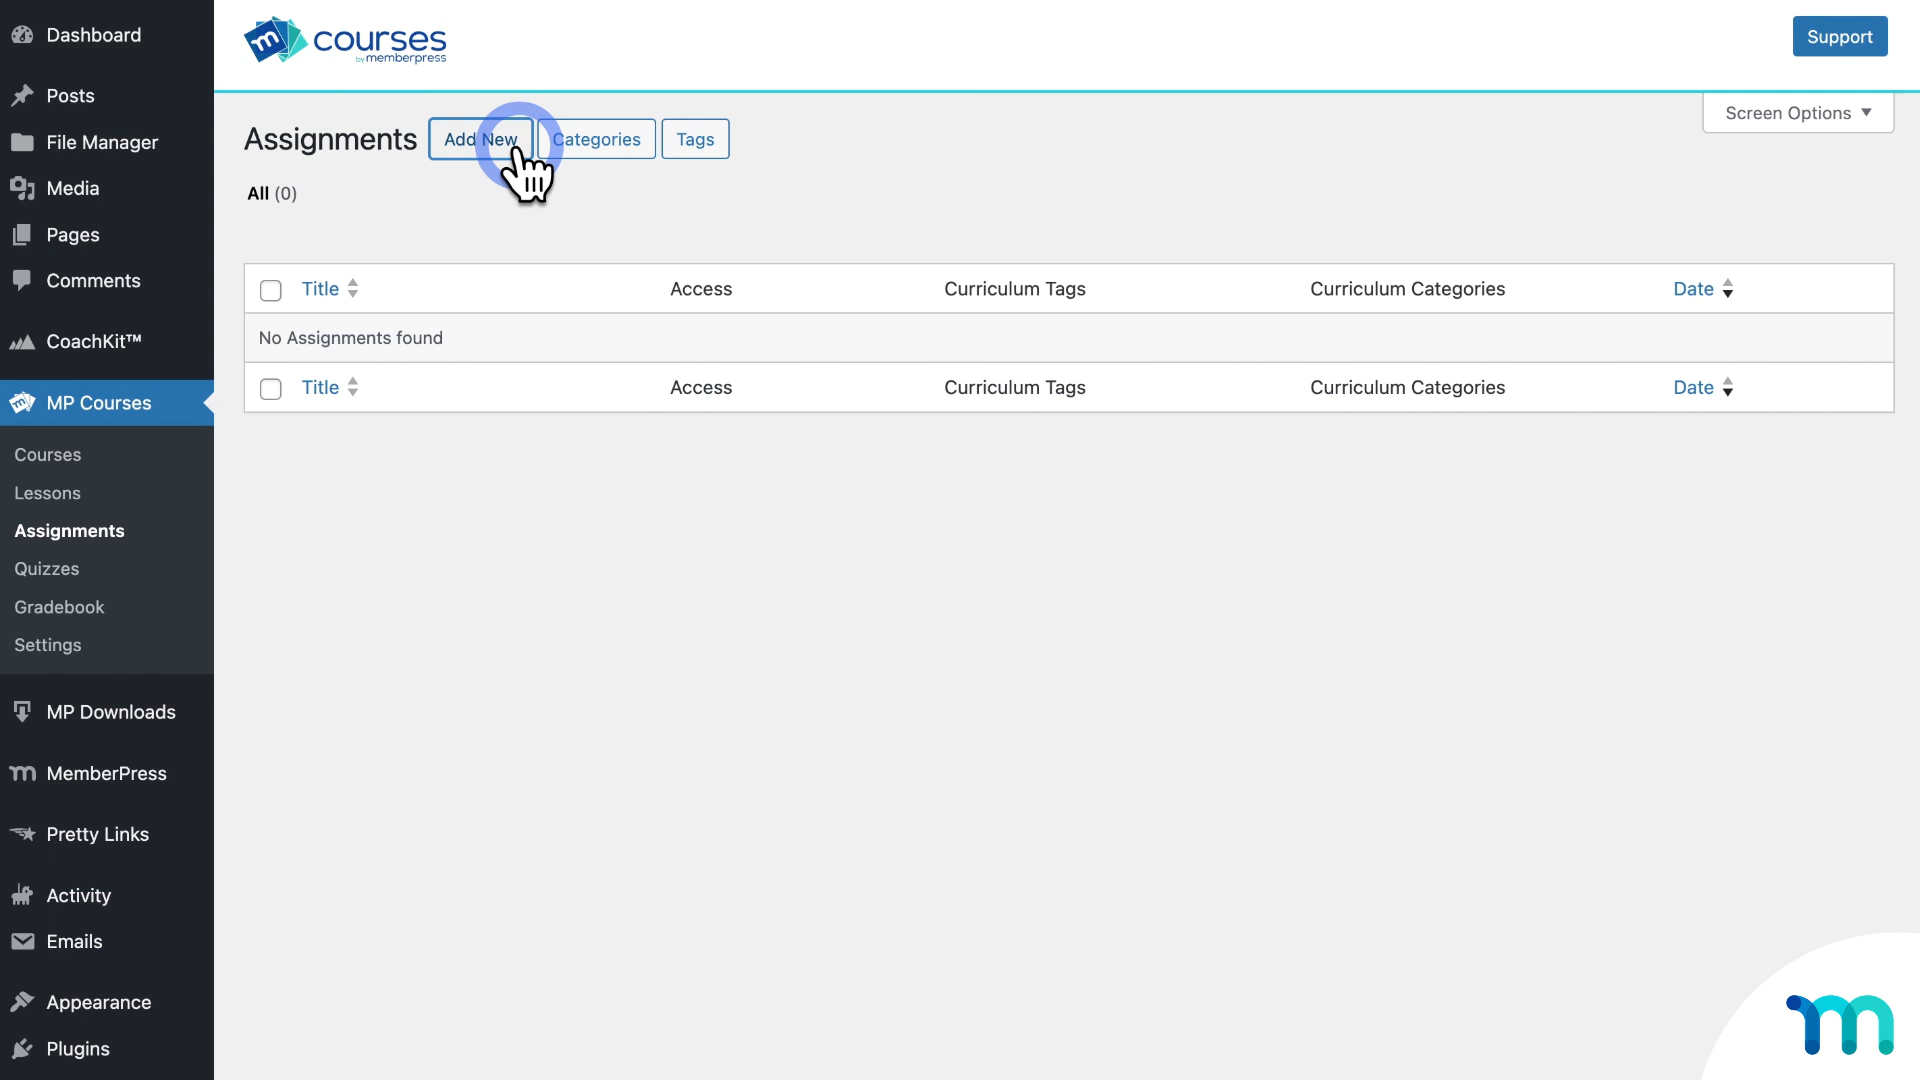 Dashboard
Posts
File Manager
Media
Pages
Comments
CoachKit™
MP Courses
Courses
Lessons
Assignments
Quizzes
Gradebook
Settings
MP Downloads
MemberPress
Pretty Links
Activity
Emails
Appearance
Plugins
m courses
by memberpress
Support
Screen Options ▼
Assignments Add New Categories Tags
All (0)
Title Access Curriculum Tags Curriculum Categories Date
No Assignments found
Title Access Curriculum Tags Curriculum Categories Date
m